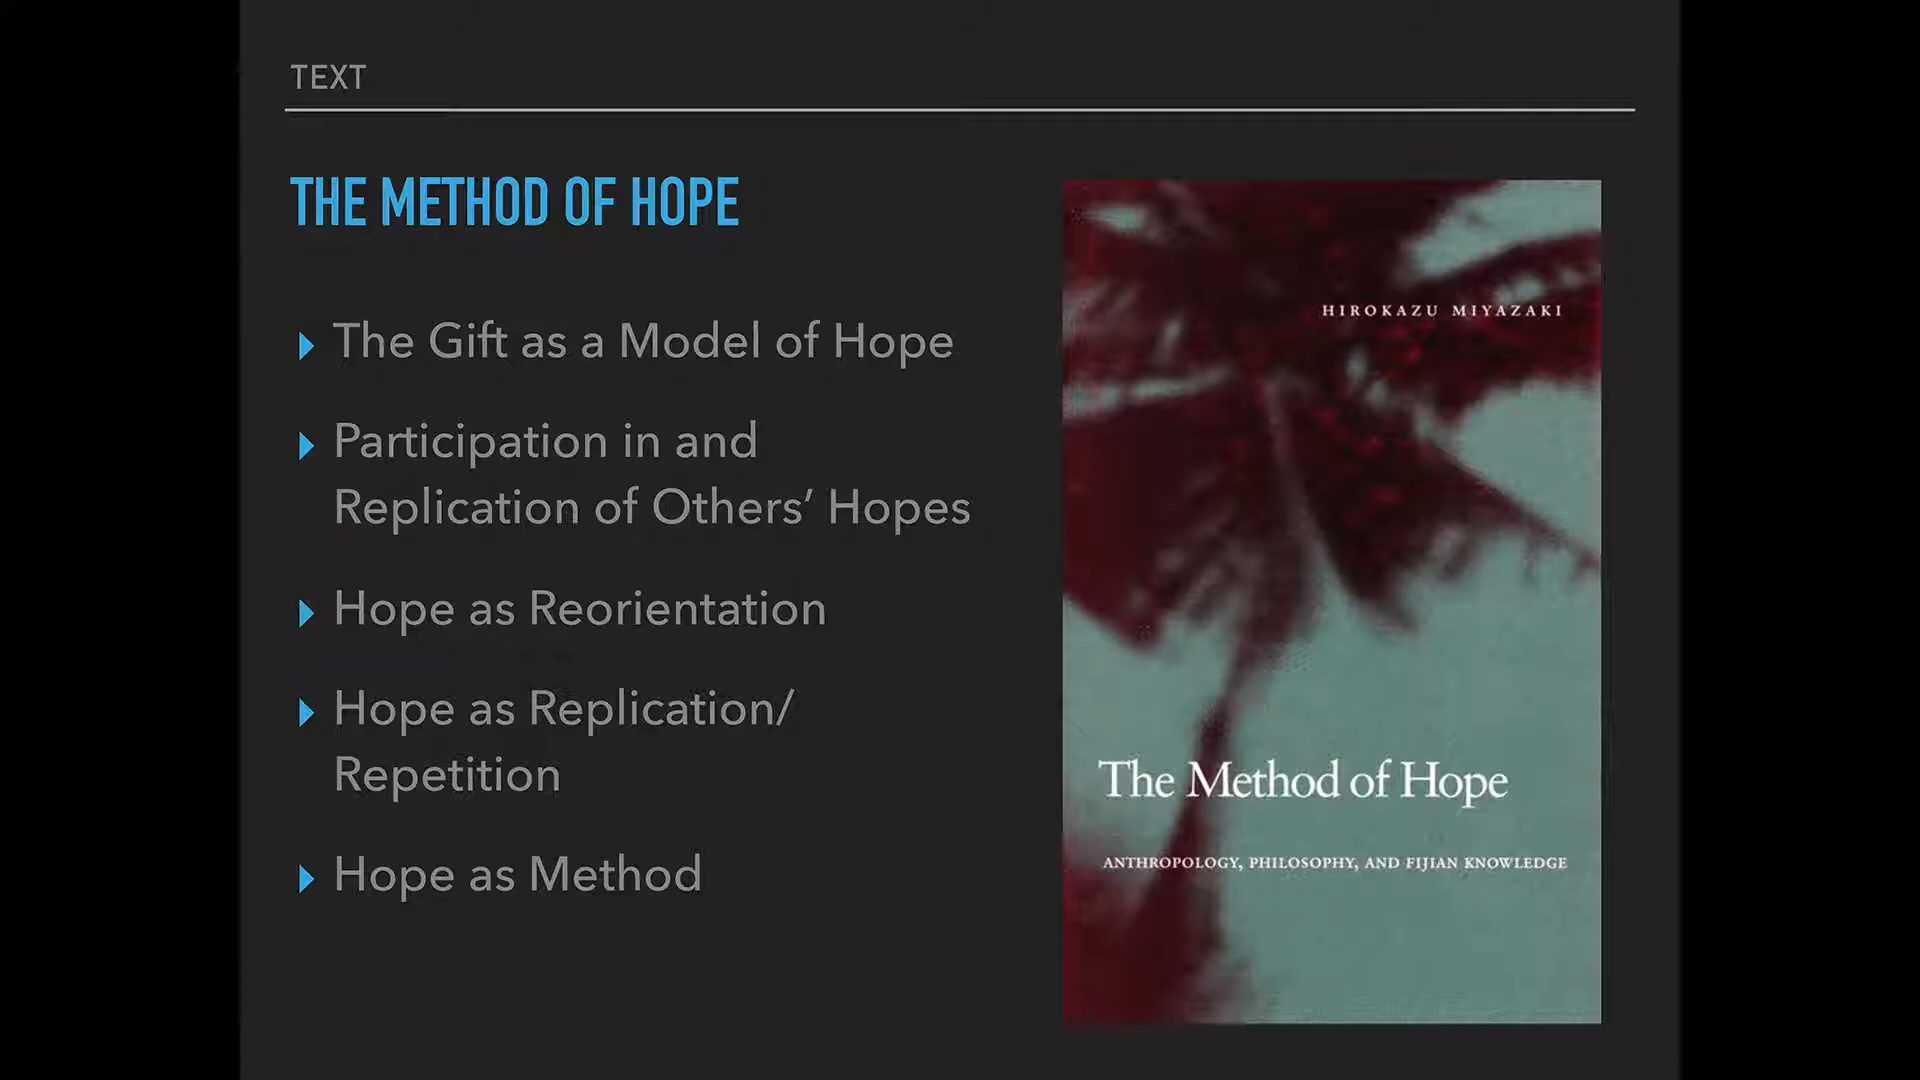 TEXT
THE METHOD OF HOPE
The Gift as a Model of Hope
Participation in and
Replication of Others’ Hopes
Hope as Reorientation
Hope as Replication/
Repetition
Hope as Method
HIROKAZU MIYAZAKI
The Method of Hope
ANTHROPOLOGY, PHILOSOPHY, AND FIJIAN KNOWLEDGE